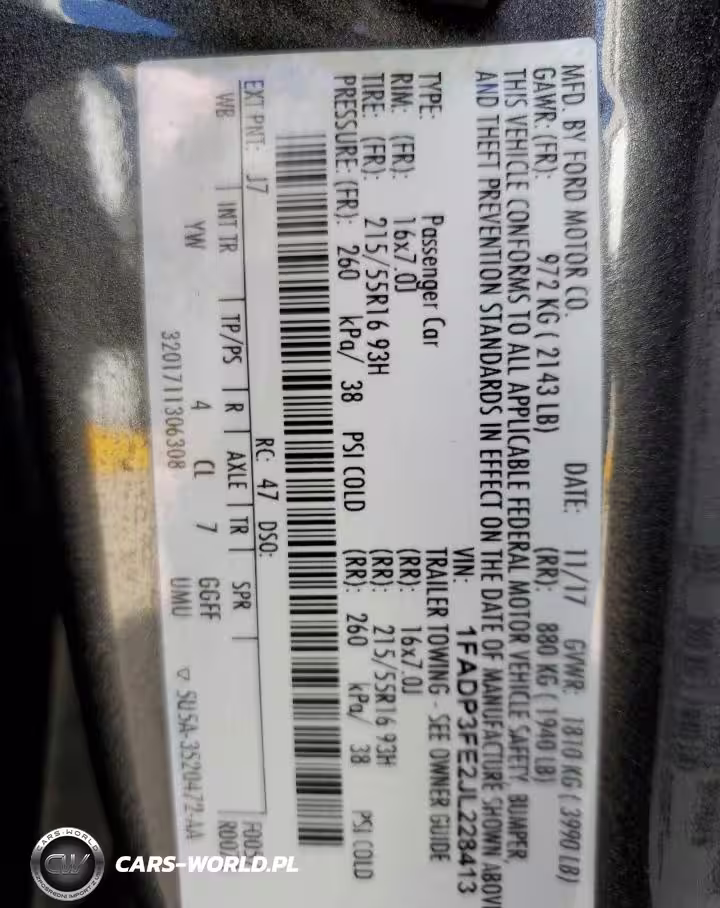 MFD. BY FORD MOTOR CO.
DATE: 11/17 GVWR: 1810 KG ( 3990 LB)
GAWR: (FR): 972 KG ( 2143 LB) (RR): 880 KG ( 1940 LB)
THIS VEHICLE CONFORMS TO ALL APPLICABLE FEDERAL MOTOR VEHICLE SAFETY, BUMPER,
AND THEFT PREVENTION STANDARDS IN EFFECT ON THE DATE OF MANUFACTURE SHOWN ABOVE
VIN: 1FADP3FE2JL228413
TYPE: Passenger Car TRAILER TOWING - SEE OWNER GUIDE
RIM: (FR): 16x7.0J (RR): 16x7.0J
TIRE: (FR): 215/55R16 93H (RR): 215/55R16 93H
PRESSURE: (FR): 260 kPa/ 38 PSI COLD (RR): 260 kPa/ 38 PSI COLD
EXT PNT: J7 RC: 47 DSO:
WB INT TR TP/PS R AXLE TR SPR
YW 4 CL 7 GGFF
UMU
3201711306308
▽ SU5A-3520472-AA
CARS-WORLD
CW
CARS-WORLD.PL